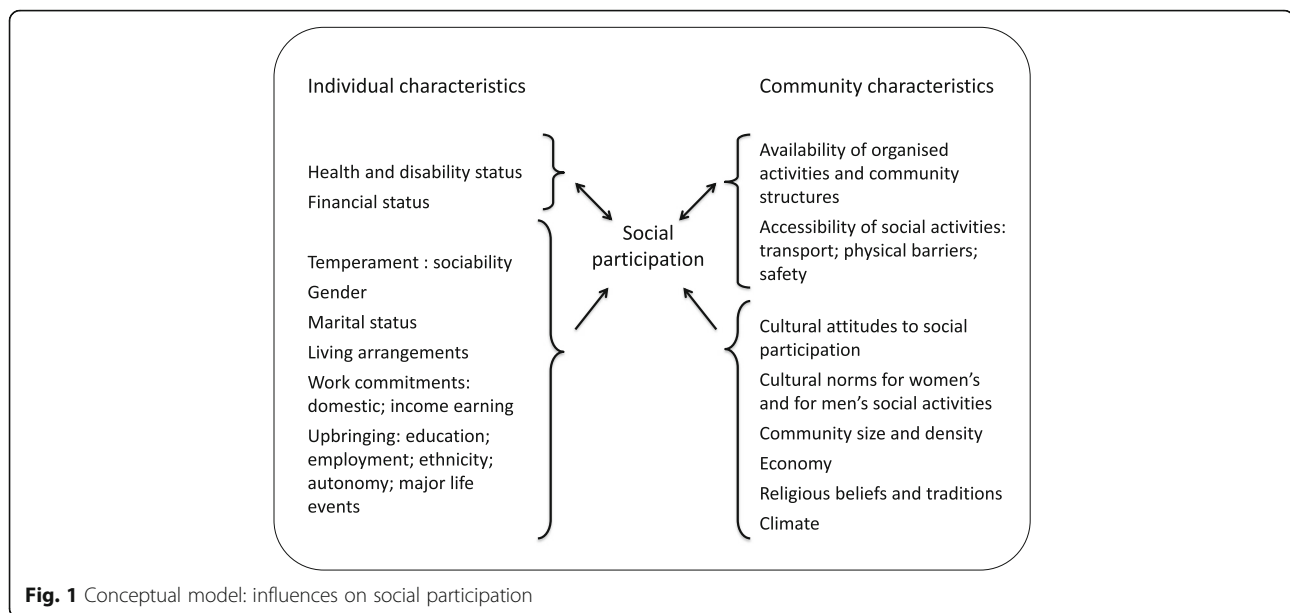 Individual characteristics
Health and disability status
Financial status
Temperament : sociability
Gender
Marital status
Living arrangements
Work commitments:
domestic; income earning
Upbringing: education;
employment; ethnicity;
autonomy; major life
events
Social
participation
Community characteristics
Availability of organised
activities and community
structures
Accessibility of social activities:
transport; physical barriers;
safety
Cultural attitudes to social
participation
Cultural norms for women’s
and for men’s social activities
Community size and density
Economy
Religious beliefs and traditions
Climate
Fig. 1 Conceptual model: influences on social participation